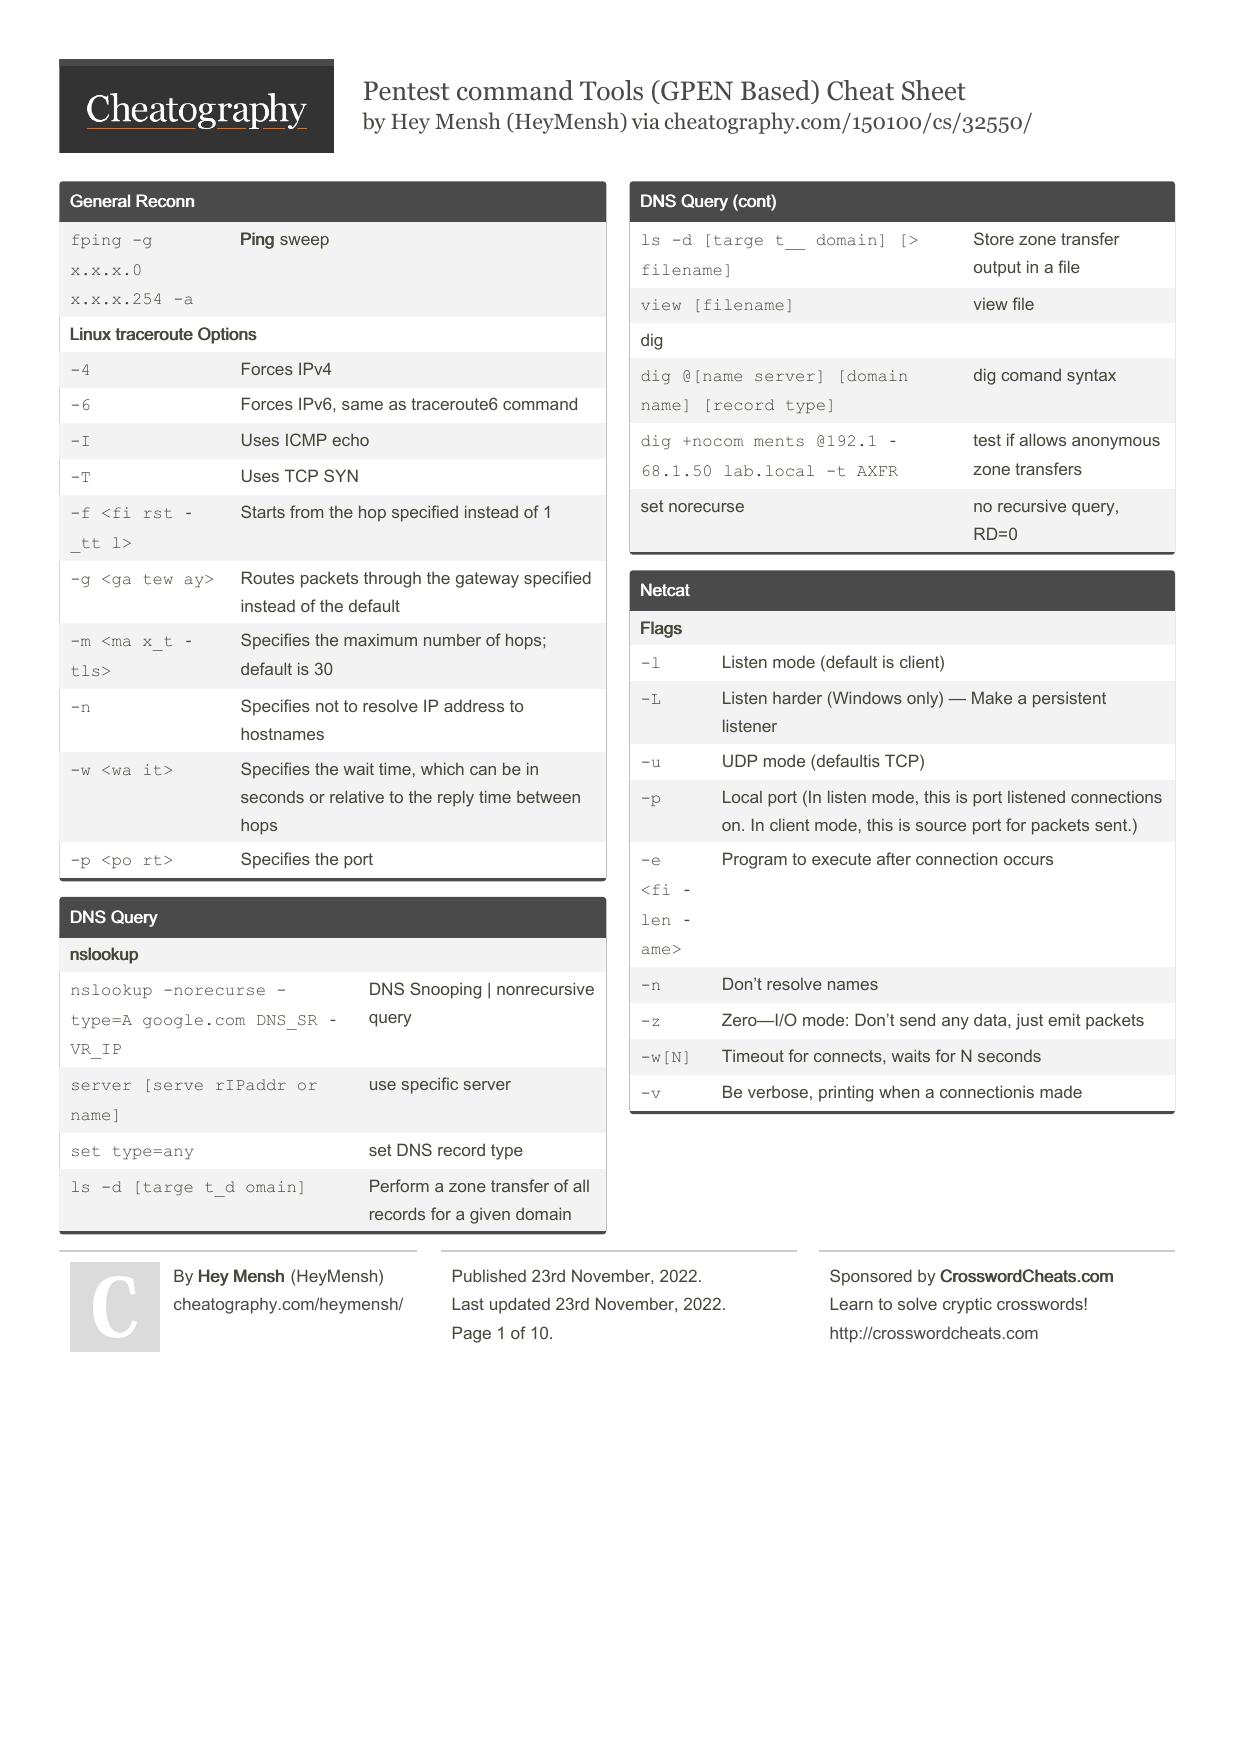 Cheatography
Pentest command Tools (GPEN Based) Cheat Sheet
by Hey Mensh (HeyMensh) via cheatography.com/150100/cs/32550/
General Reconn
fping -g
x.x.x.0
x.x.x.254 -a
Ping sweep
Linux traceroute Options
-4
Forces IPv4
-6
Forces IPv6, same as traceroute6 command
-I
Uses ICMP echo
-T
Uses TCP SYN
-f <fi rst -
_tt l>
Starts from the hop specified instead of 1
-g <ga tew ay>
Routes packets through the gateway specified
instead of the default
-m <ma x_t -
tls>
Specifies the maximum number of hops;
default is 30
-n
Specifies not to resolve IP address to
hostnames
-w <wa it>
Specifies the wait time, which can be in
seconds or relative to the reply time between
hops
-p <po rt>
Specifies the port
DNS Query
nslookup
nslookup -norecurse -
type=A google.com DNS_SR -
VR_IP
DNS Snooping | nonrecursive
query
server [serve rIPaddr or
name]
use specific server
set type=any
set DNS record type
ls -d [targe t_d omain]
Perform a zone transfer of all
records for a given domain
DNS Query (cont)
ls -d [targe t__ domain] [>
filename]
Store zone transfer
output in a file
view [filename]
view file
dig
dig @[name server] [domain
name] [record type]
dig comand syntax
dig +nocom ments @192.1 -
68.1.50 lab.local -t AXFR
test if allows anonymous
zone transfers
set norecurse
no recursive query,
RD=0
Netcat
Flags
-l
Listen mode (default is client)
-L
Listen harder (Windows only) — Make a persistent
listener
-u
UDP mode (defaultis TCP)
-p
Local port (In listen mode, this is port listened connections
on. In client mode, this is source port for packets sent.)
-e
<fi -
len -
ame>
Program to execute after connection occurs
-n
Don’t resolve names
-z
Zero—I/O mode: Don’t send any data, just emit packets
-w[N]
Timeout for connects, waits for N seconds
-v
Be verbose, printing when a connectionis made
C
By Hey Mensh (HeyMensh)
cheatography.com/heymensh/
Published 23rd November, 2022.
Last updated 23rd November, 2022.
Page 1 of 10.
Sponsored by CrosswordCheats.com
Learn to solve cryptic crosswords!
http://crosswordcheats.com